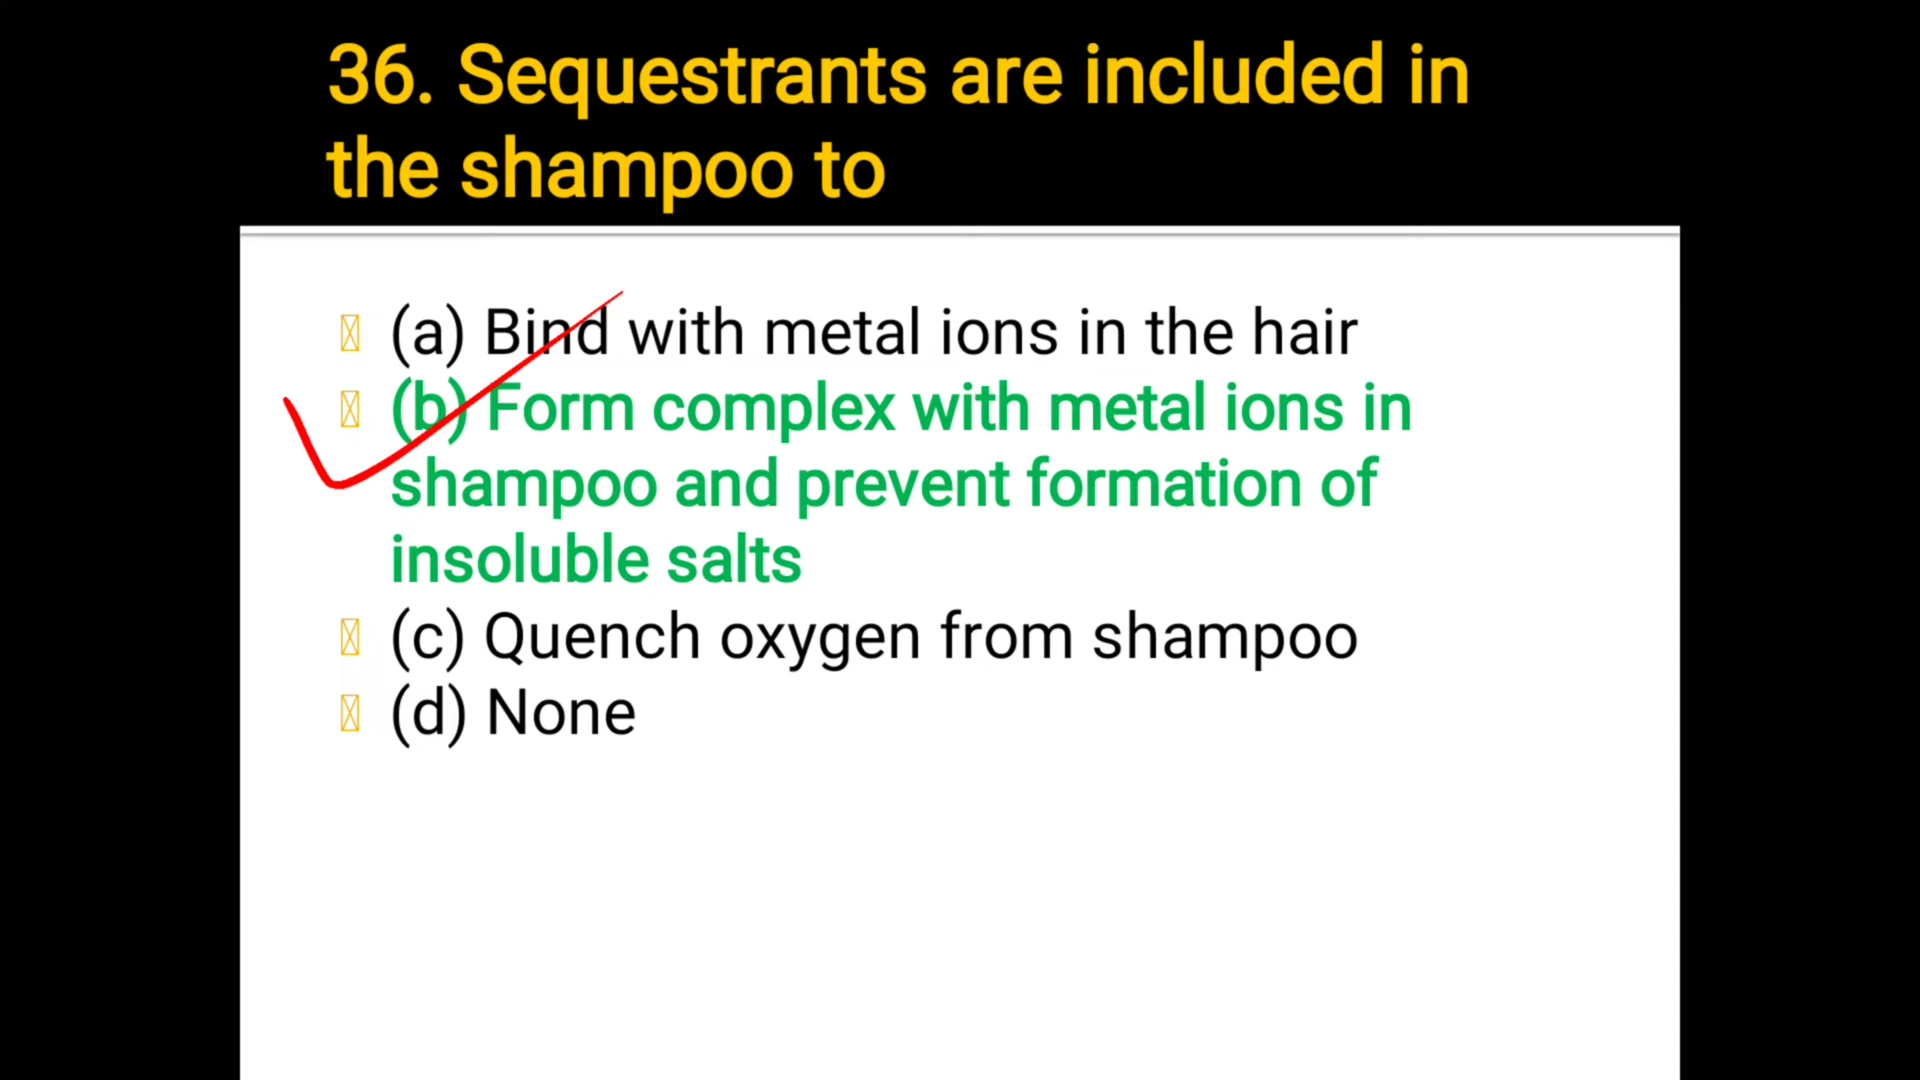 36. Sequestrants are included in
the shampoo to
(a) Bind with metal ions in the hair
(b) Form complex with metal ions in
shampoo and prevent formation of
insoluble salts
(c) Quench oxygen from shampoo
(d) None